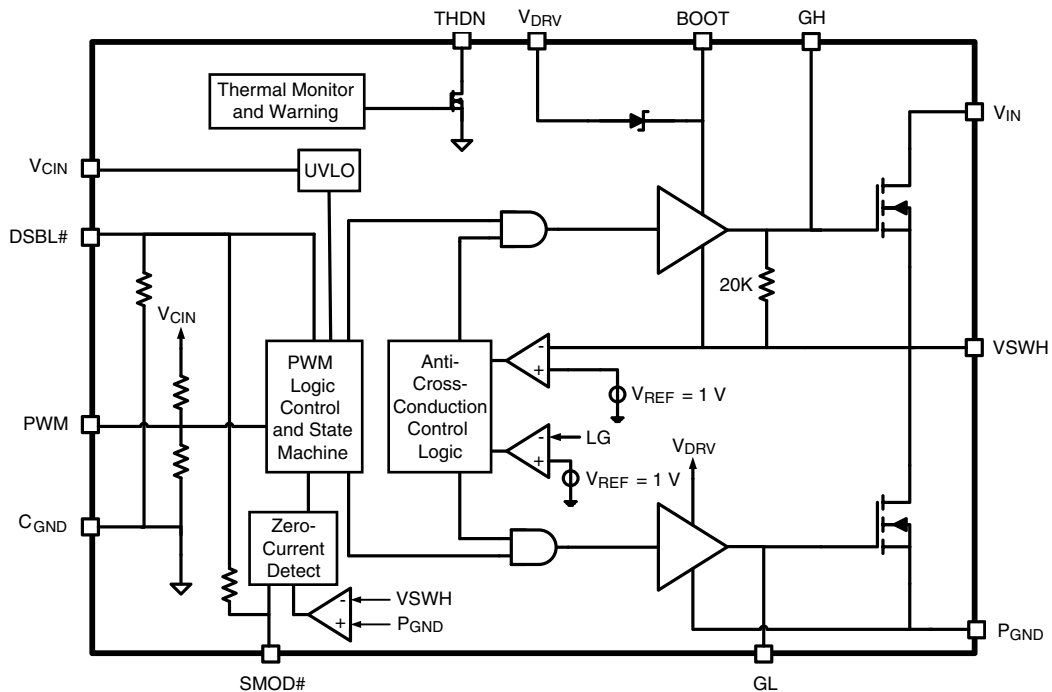 THDN
VDRV
BOOT
GH
Thermal Monitor
and Warning
VIN
VCIN
UVLO
DSBL#
20K
VCIN
PWM
Logic
Control
and State
Machine
Anti-
Cross-
Conduction
Control
Logic
-
+
VSWH
VREF = 1 V
PWM
-
+
LG
VDRV
VREF = 1 V
CGND
Zero-
Current
Detect
-
+
VSWH
PGND
PGND
SMOD#
GL